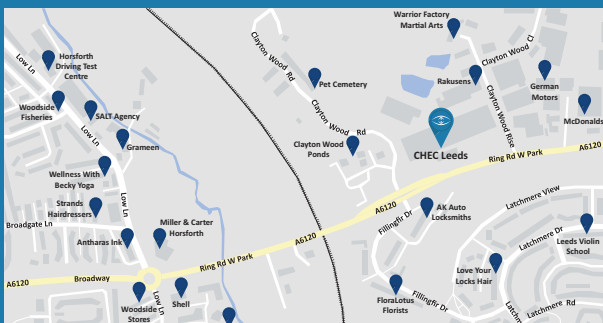 Warrior Factory
Martial Arts
Clayton Wood Ct
Low Ln
Horsforth
Driving Test
Centre
Clayton Wood Rd
Pet Cemetery
Rakusens
German
Motors
Woodside
Fisheries
SALT Agency
McDonalds
Clayton Wood Rise
Clayton Wood Rd
Low Ln
Grameen
Clayton Wood
Ponds
CHEC Leeds
Ring Rd W Park
A6120
Wellness With
Becky Yoga
Low Ln
Latchmere View
Strands
Hairdressers
A6120
AK Auto
Locksmiths
Broadgate Ln
Miller & Carter
Horsforth
Fillingfir Dr
Latchmere Dr
Leeds Violin
School
Antharas Ink
A6120
Ring Rd W Park
Love Your
Locks Hair
A6120
Broadway
Low Ln
Shell
Woodside
Stores
FloraLotus
Florists
Fillingfir Dr
Latchmere Rd